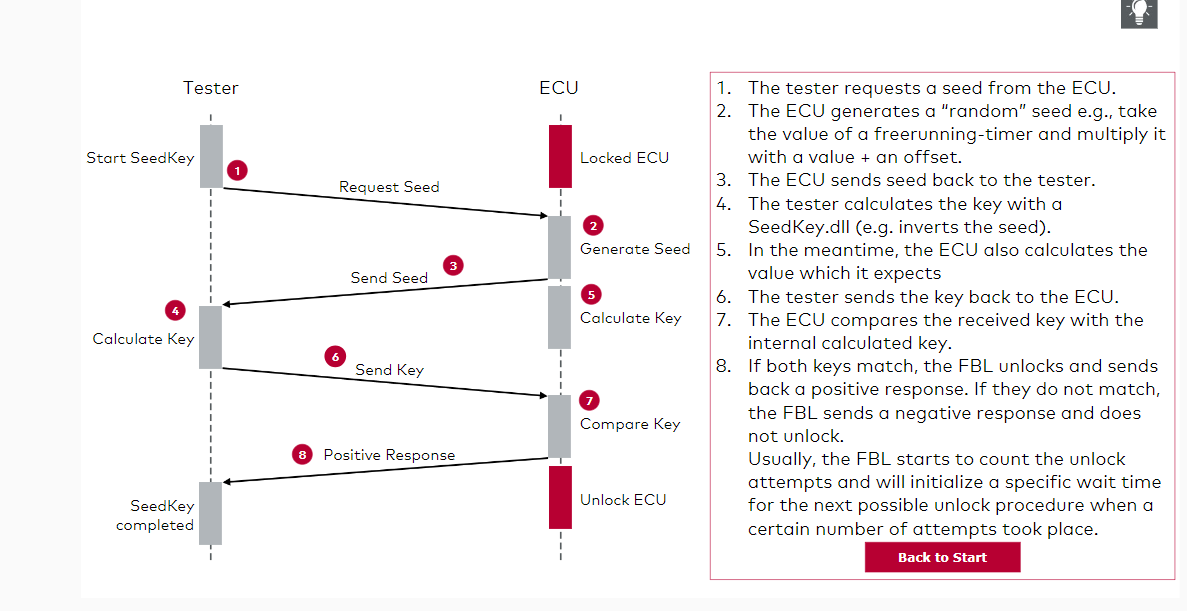 Tester
ECU
Start SeedKey
1
Locked ECU
Request Seed
2
Generate Seed
3
Send Seed
4
5
Calculate Key
Calculate Key
6
Send Key
7
Compare Key
8
Positive Response
Unlock ECU
SeedKey
completed
1. The tester requests a seed from the ECU.
2. The ECU generates a “random” seed e.g., take
the value of a freerunning-timer and multiply it
with a value + an offset.
3. The ECU sends seed back to the tester.
4. The tester calculates the key with a
SeedKey.dll (e.g. inverts the seed).
5. In the meantime, the ECU also calculates the
value which it expects
6. The tester sends the key back to the ECU.
7. The ECU compares the received key with the
internal calculated key.
8. If both keys match, the FBL unlocks and sends
back a positive response. If they do not match,
the FBL sends a negative response and does
not unlock.
Usually, the FBL starts to count the unlock
attempts and will initialize a specific wait time
for the next possible unlock procedure when a
certain number of attempts took place.
Back to Start